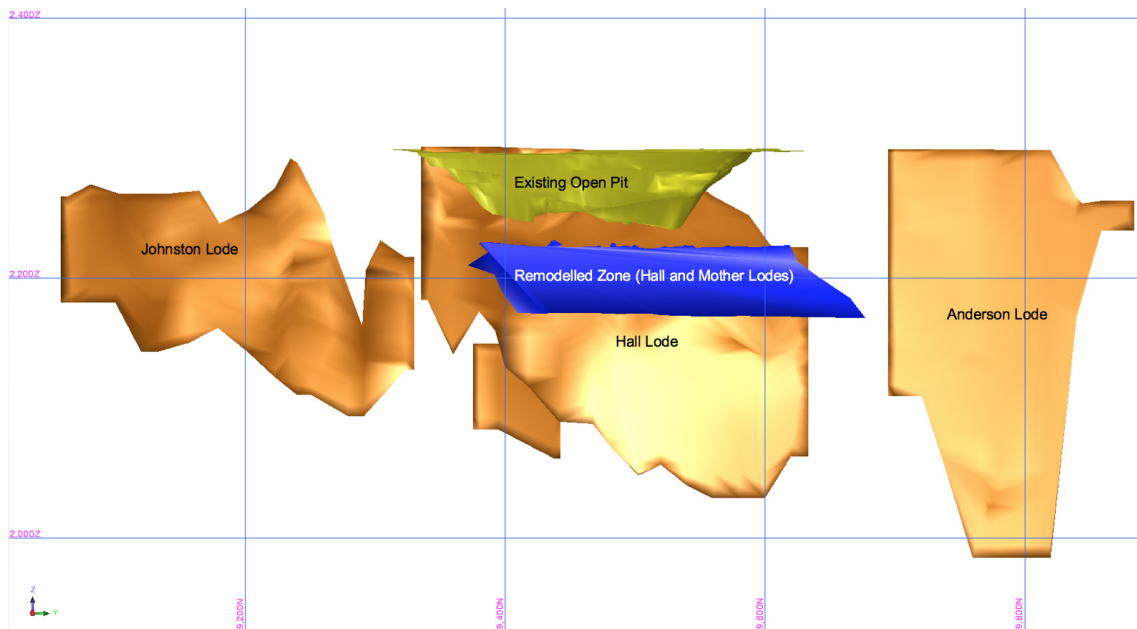 2,400Z
Existing Open Pit
Johnston Lode
Remodelled Zone (Hall and Mother Lodes)
2,200Z
Anderson Lode
Hall Lode
2,000Z
Z
Y
9,200N
9,400N
9,600N
9,800N